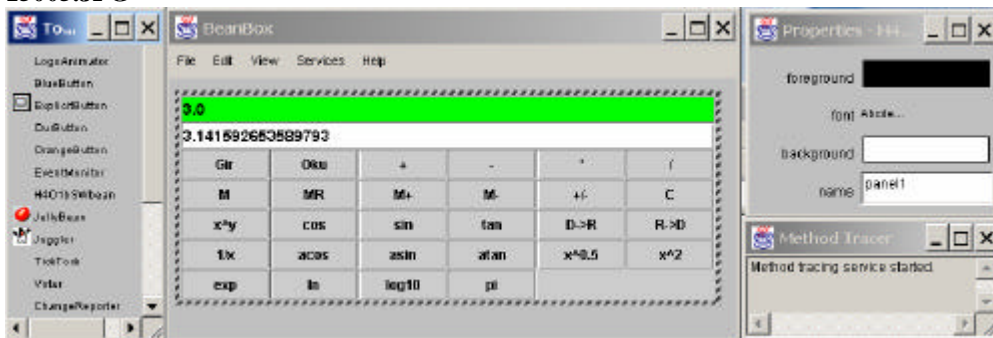 To...
LogoAnimator
BlueButton
ExplicitButton
OurButton
OrangeButton
EventMonitor
JellyBean
Juggler
TickTock
Voter
ChangeReporter
BeanBox
File Edit View Services Help
3.0
3.141592653589793
Gir Oku + - * /
M MR M+ M- +/- C
x^y cos sin tan D->R R->D
1/x acos asin atan x^0.5 x^2
exp ln log10 pi
Properties -
foreground
font Abcde...
background
name panel1
Method Tracer
Method tracing service started.